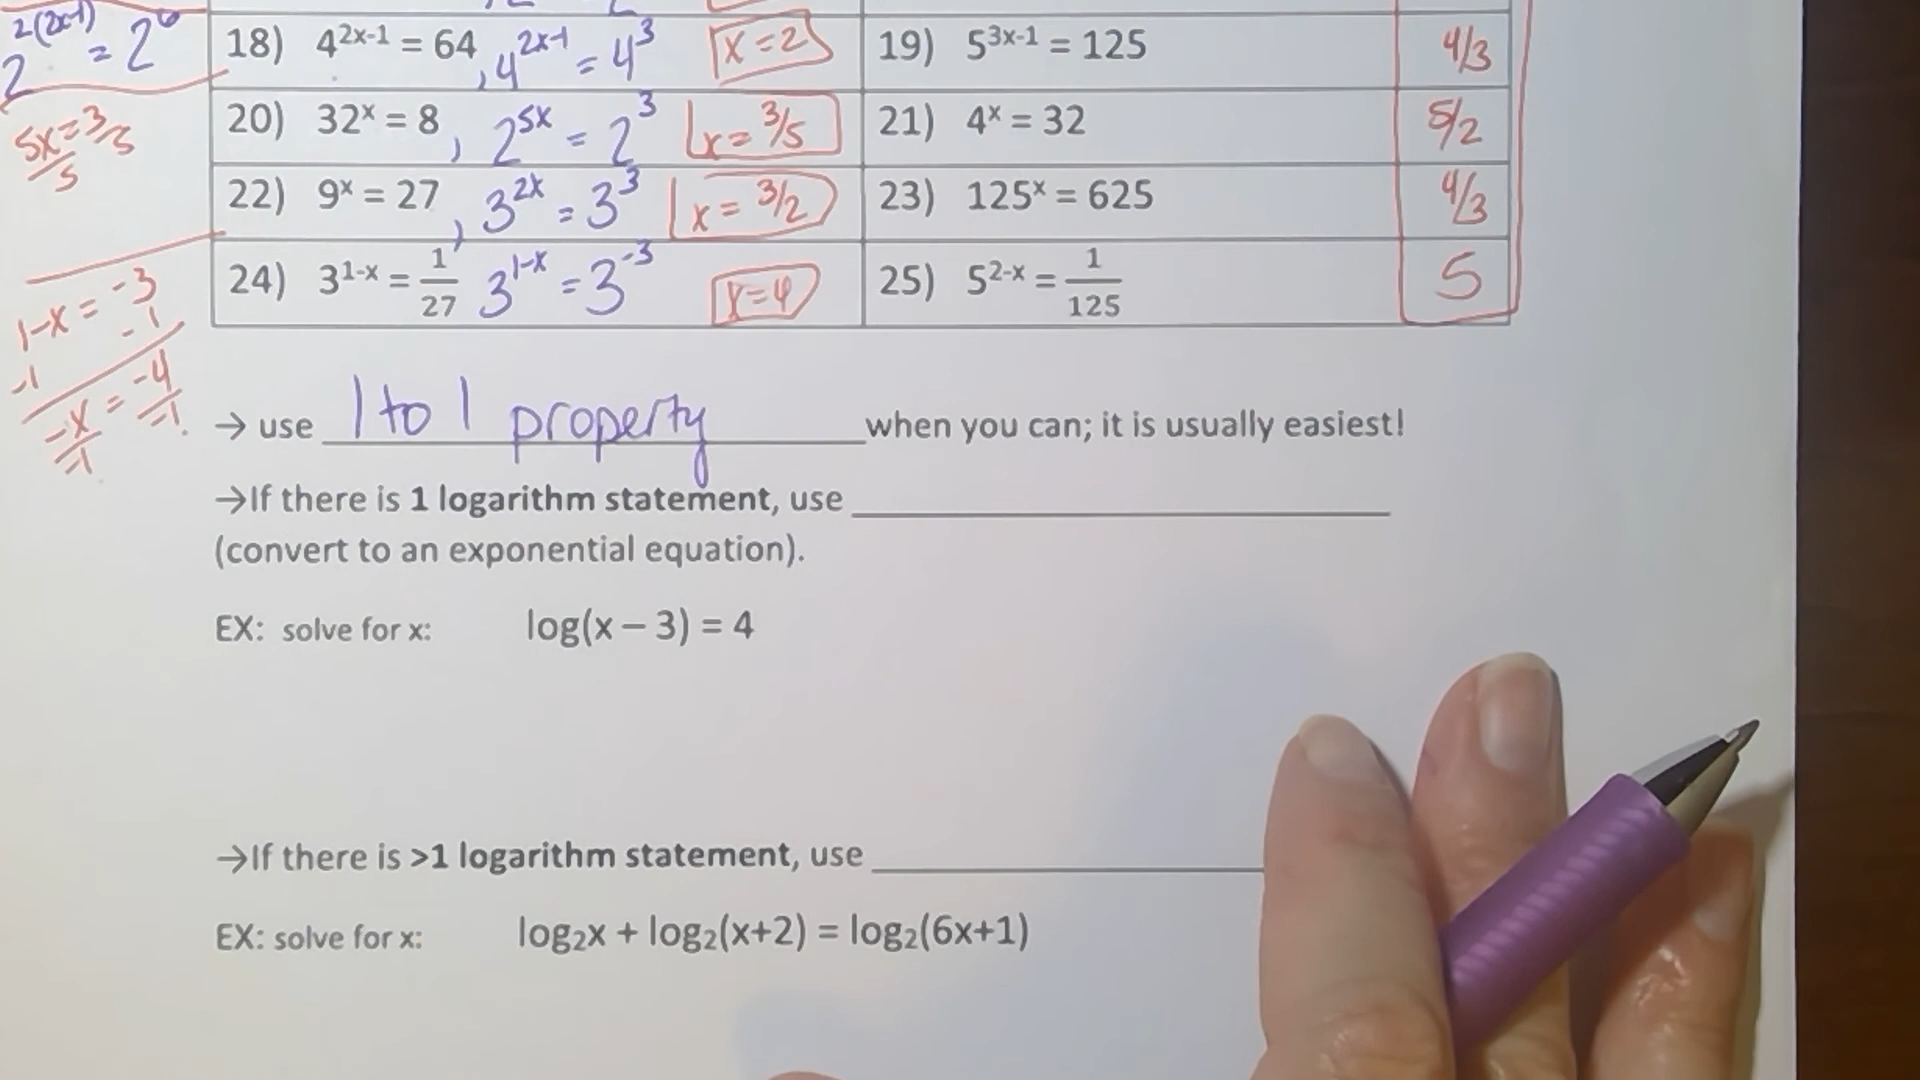 2^{2(2x-1)} = 2^6
18) 4^{2x-1} = 64 , 4^{2x-1} = 4^3 x = 2
19) 5^{3x-1} = 125 4/3
5x = 3/5
5
20) 32^x = 8 , 2^{5x} = 2^3 x = 3/5
21) 4^x = 32 5/2
22) 9^x = 27 , 3^{2x} = 3^3 x = 3/2
23) 125^x = 625 4/3
24) 3^{1-x} = 1/27 3^{1-x} = 3^{-3} x=4
25) 5^{2-x} = 1/125 5
1-x = -3
-1 -1
-x/-1 = -4/-1
→ use 1 to 1 property when you can; it is usually easiest!
→If there is 1 logarithm statement, use
(convert to an exponential equation).
EX: solve for x: log(x – 3) = 4
→If there is >1 logarithm statement, use
EX: solve for x: log₂x + log₂(x+2) = log₂(6x+1)